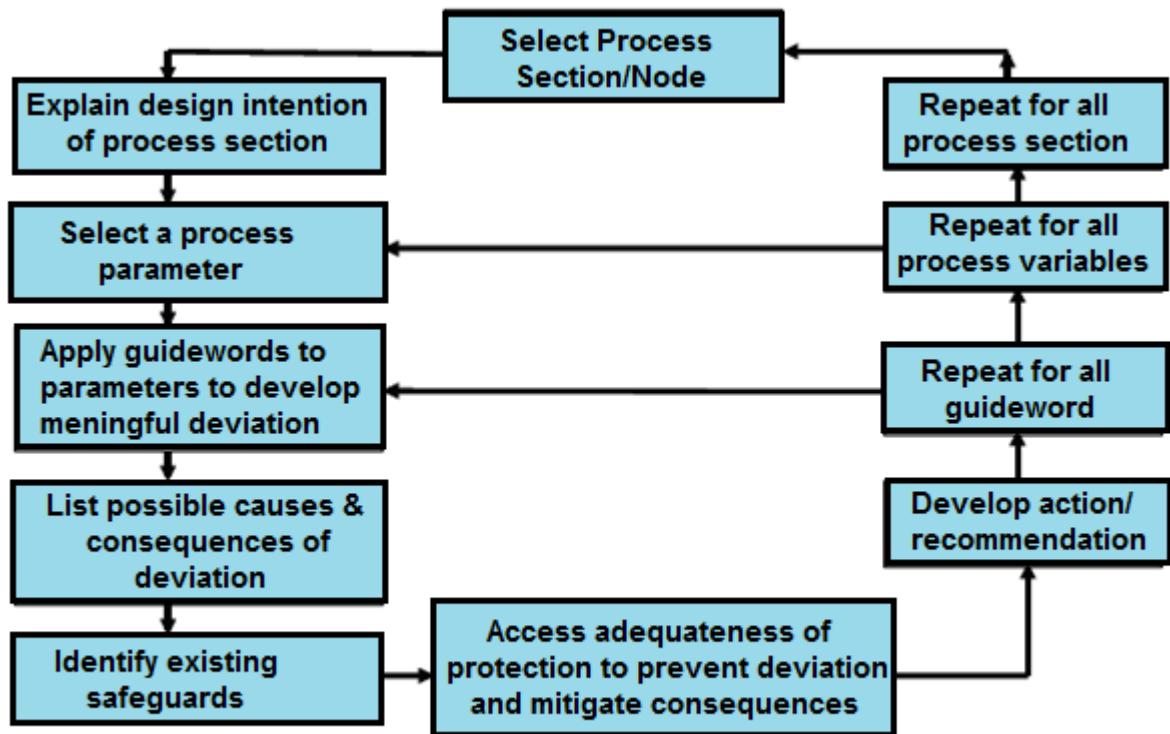 Select Process
Section/Node
Explain design intention
of process section
Select a process
parameter
Apply guidewords to
parameters to develop
meningful deviation
List possible causes &
consequences of
deviation
Identify existing
safeguards
Access adequateness of
protection to prevent deviation
and mitigate consequences
Develop action/
recommendation
Repeat for all
guideword
Repeat for all
process variables
Repeat for all
process section